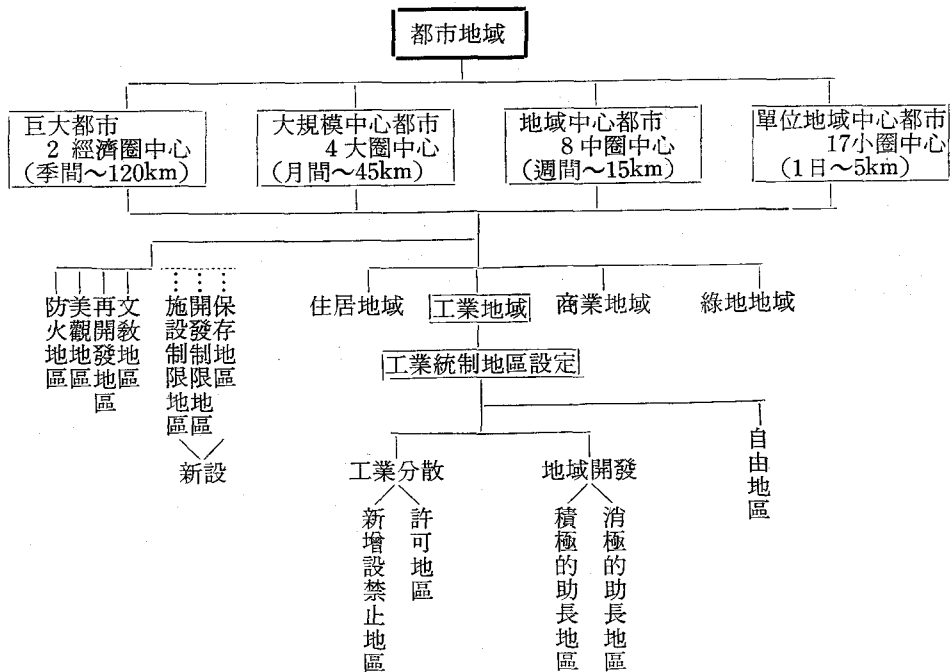 都市地域
巨大都市
2 經濟圈中心
(季間～120km)
大規模中心都市
4 大圈中心
(月間～45km)
地域中心都市
8 中圈中心
(週間～15km)
單位地域中心都市
17小圈中心
(1日～5km)
防火地區
美觀地區
再開發地區
文敎地區
施設制限地區
開發制限地區
保存地區
新設
住居地域
工業地域
商業地域
綠地地域
工業統制地區設定
工業分散
地域開發
自由地區
新增設禁止地區
許可地區
積極的助長地區
消極的助長地區